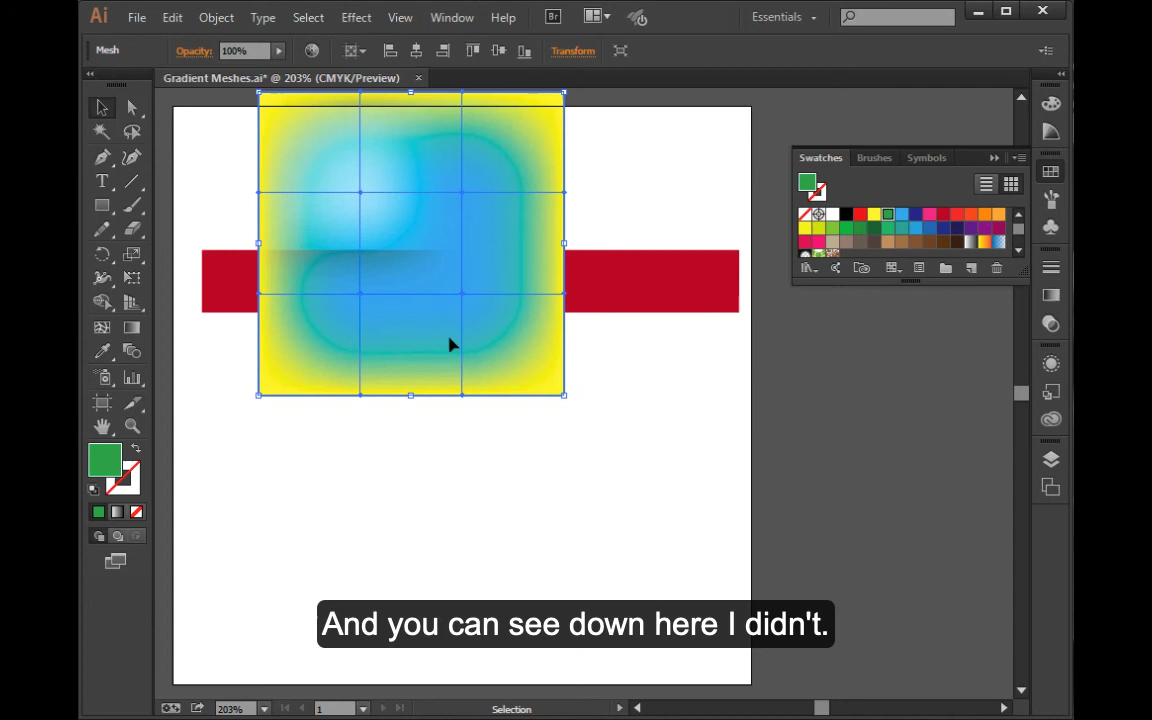 Ai File Edit Object Type Select Effect View Window Help Br Essentials
Mesh Opacity: 100% Transform
Gradient Meshes.ai* @ 203% (CMYK/Preview) ×
Swatches Brushes Symbols
T
And you can see down here I didn't.
203% 1 Selection